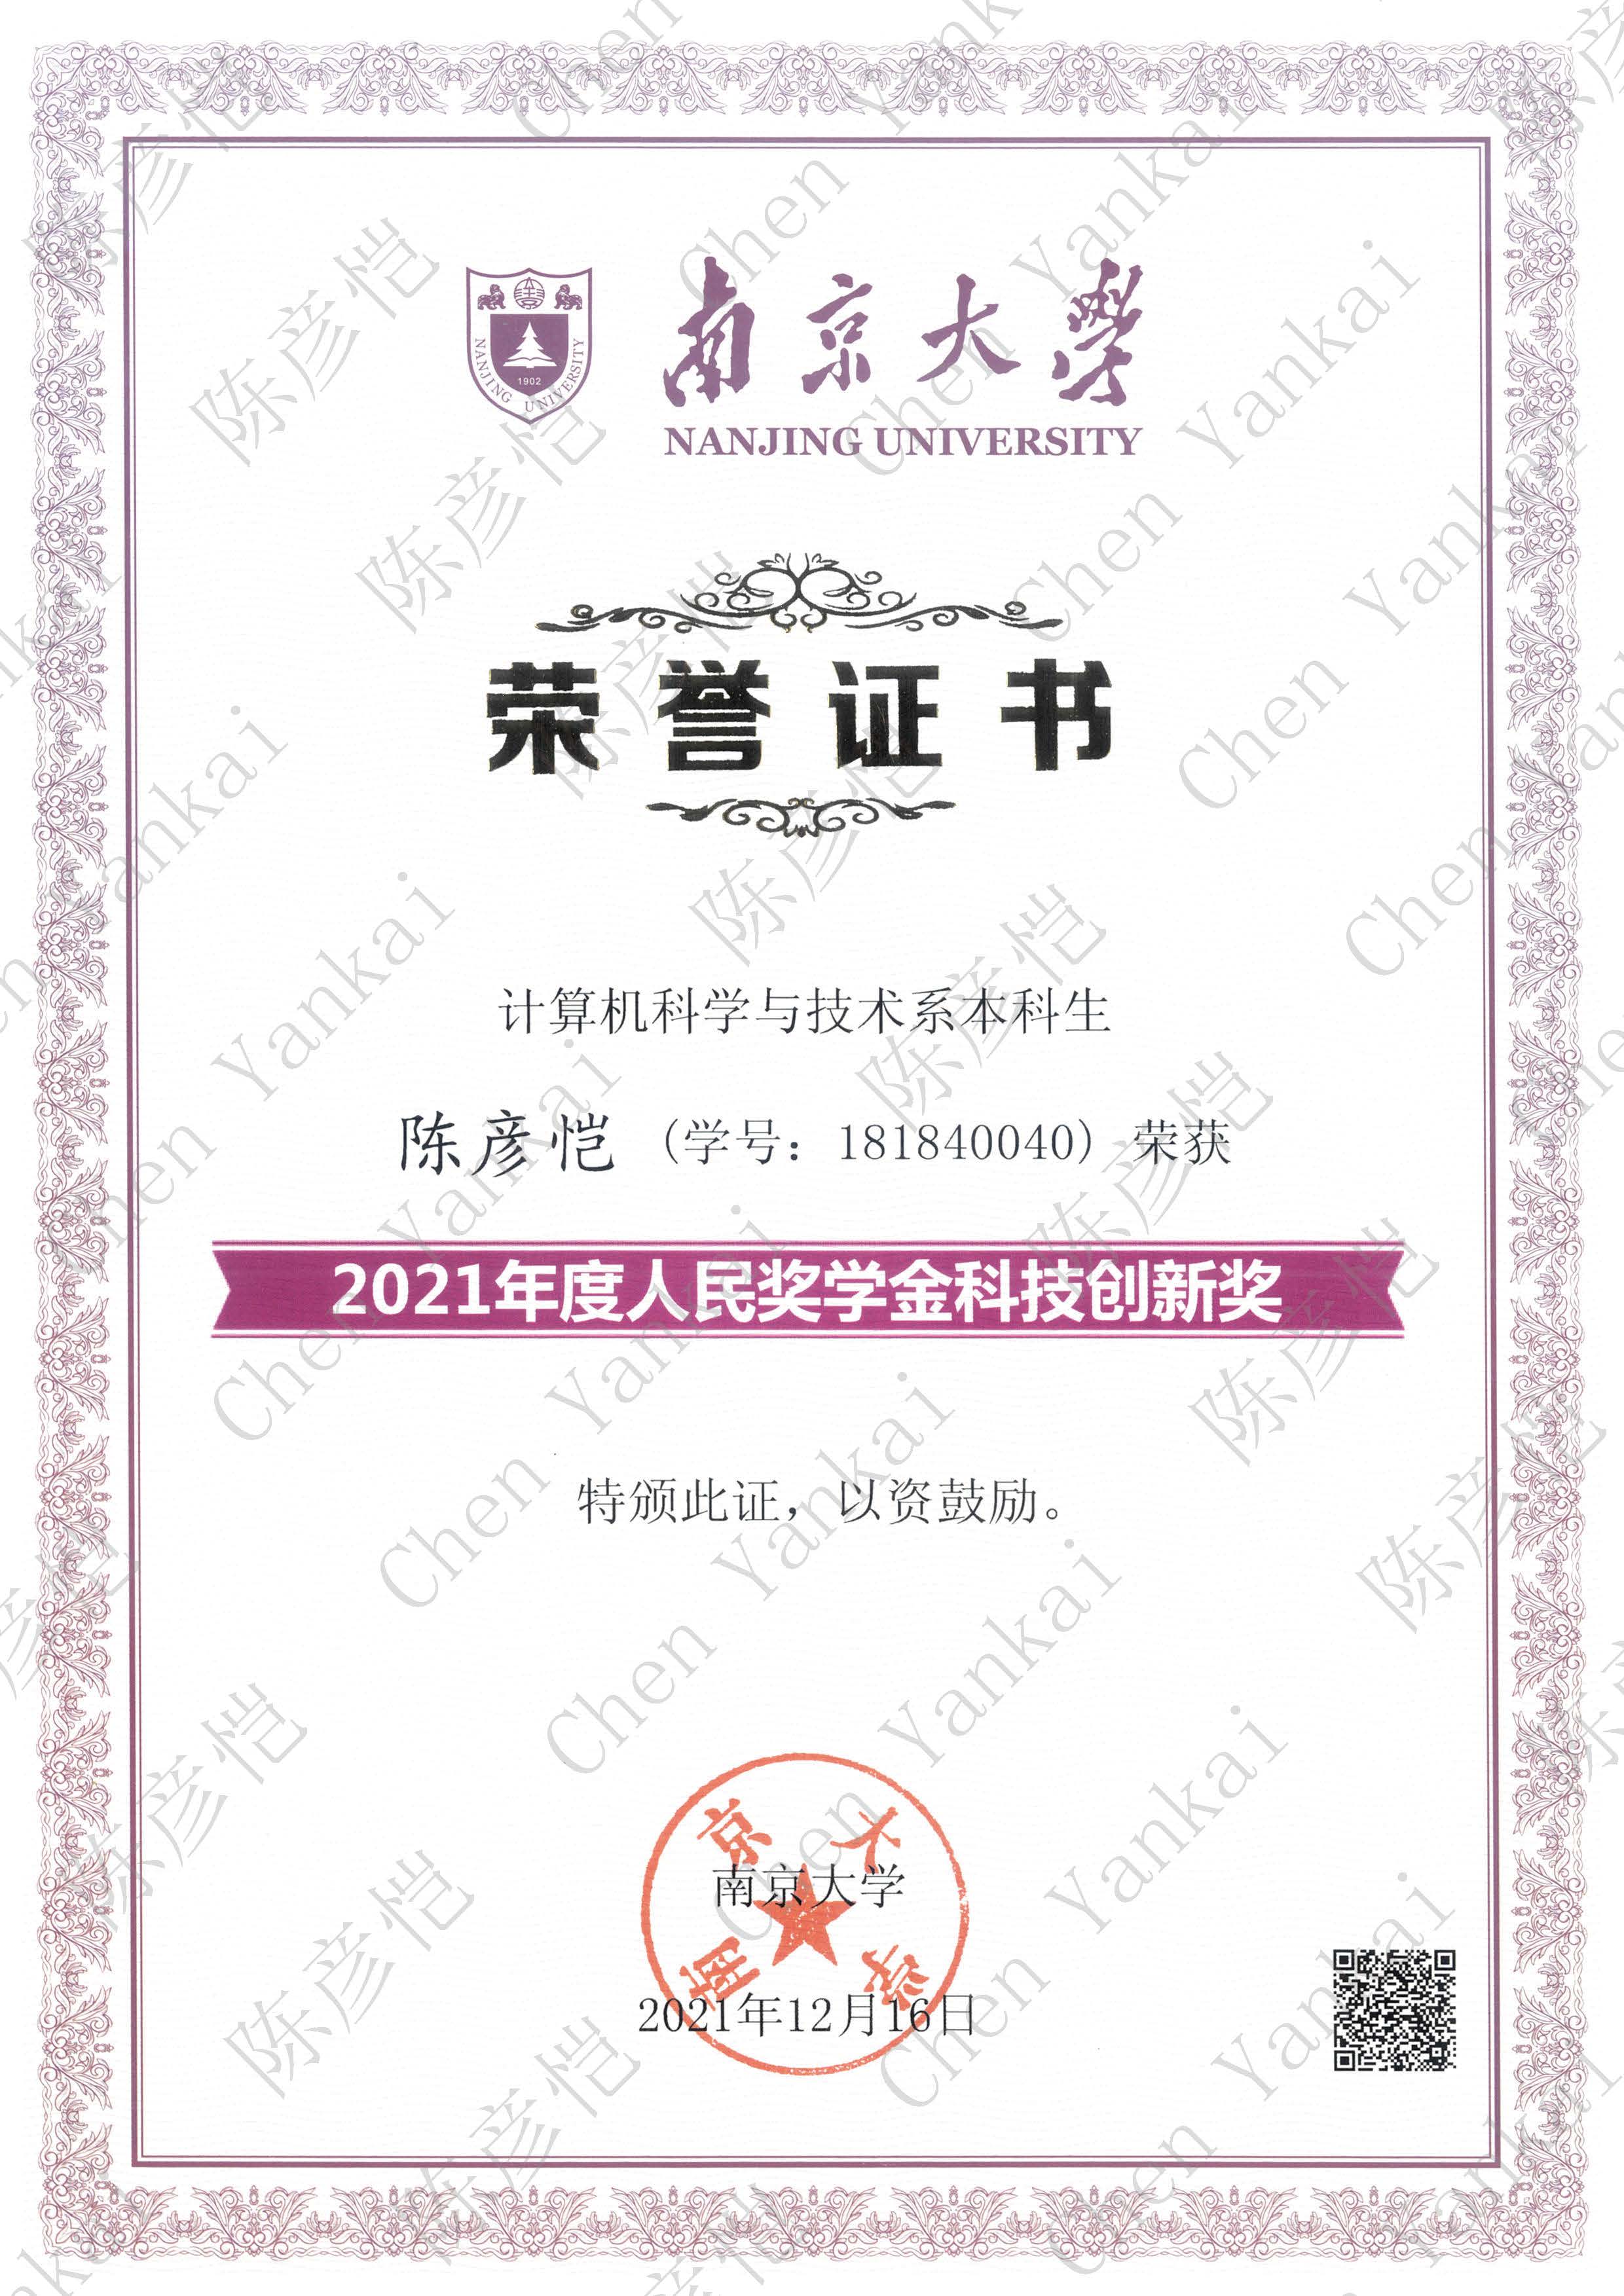 南京大學
NANJING UNIVERSITY
1902
NANJING UNIVERSITY
荣誉证书
计算机科学与技术系本科生
陈彦恺（学号：181840040）荣获
2021年度人民奖学金科技创新奖
特颁此证，以资鼓励。
南京大学
南京大学
2021年12月16日
陈彦恺 Chen Yankai